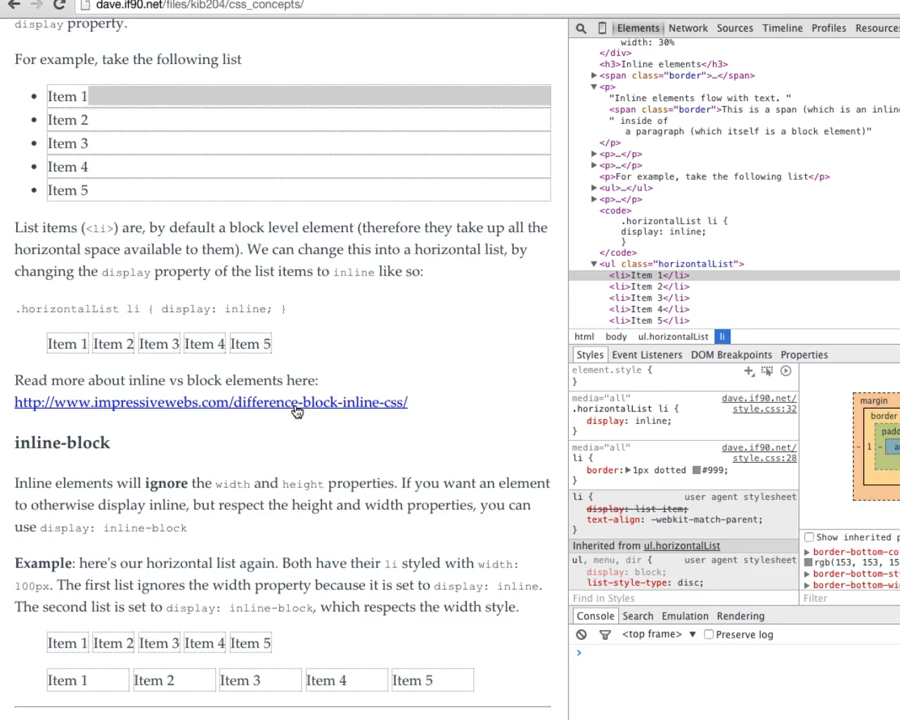 dave.if90.net/files/kib204/css_concepts/
display property.
For example, take the following list
Item 1
Item 2
Item 3
Item 4
Item 5
List items (<li>) are, by default a block level element (therefore they take up all the
horizontal space available to them). We can change this into a horizontal list, by
changing the display property of the list items to inline like so:
.horizontalList li { display: inline; }
Item 1 Item 2 Item 3 Item 4 Item 5
Read more about inline vs block elements here:
http://www.impressivewebs.com/difference-block-inline-css/
inline-block
Inline elements will ignore the width and height properties. If you want an element
to otherwise display inline, but respect the height and width properties, you can
use display: inline-block
Example: here's our horizontal list again. Both have their li styled with width:
100px. The first list ignores the width property because it is set to display: inline.
The second list is set to display: inline-block, which respects the width style.
Item 1 Item 2 Item 3 Item 4 Item 5
Item 1 Item 2 Item 3 Item 4 Item 5
Elements Network Sources Timeline Profiles Resources
width: 30%
</div>
<h3>Inline elements</h3>
<span class="border">…</span>
<p>
"Inline elements flow with text. "
<span class="border">This is a span (which is an inlin
" inside of
a paragraph (which itself is a block element)"
</p>
<p>…</p>
<p>…</p>
<p>For example, take the following list</p>
<ul>…</ul>
<p>…</p>
<code>
.horizontalList li {
display: inline;
}
</code>
<ul class="horizontalList">
<li>Item 1</li>
<li>Item 2</li>
<li>Item 3</li>
<li>Item 4</li>
<li>Item 5</li>
html body ul.horizontalList li
Styles Event Listeners DOM Breakpoints Properties
element.style {
}
media="all" dave.if90.net/
.horizontalList li { style.css:32
display: inline;
}
media="all" dave.if90.net/
li { style.css:28
border: 1px dotted #999;
}
li { user agent stylesheet
display: list-item;
text-align: -webkit-match-parent;
}
Inherited from ul.horizontalList
ul, menu, dir { user agent stylesheet
display: block;
list-style-type: disc;
Find in Styles
margin
border
padd
- 1 - a
Show inherited p
border-bottom-co
rgb(153, 153, 15
border-bottom-st
border-bottom-wi
Filter
Console Search Emulation Rendering
<top frame> Preserve log